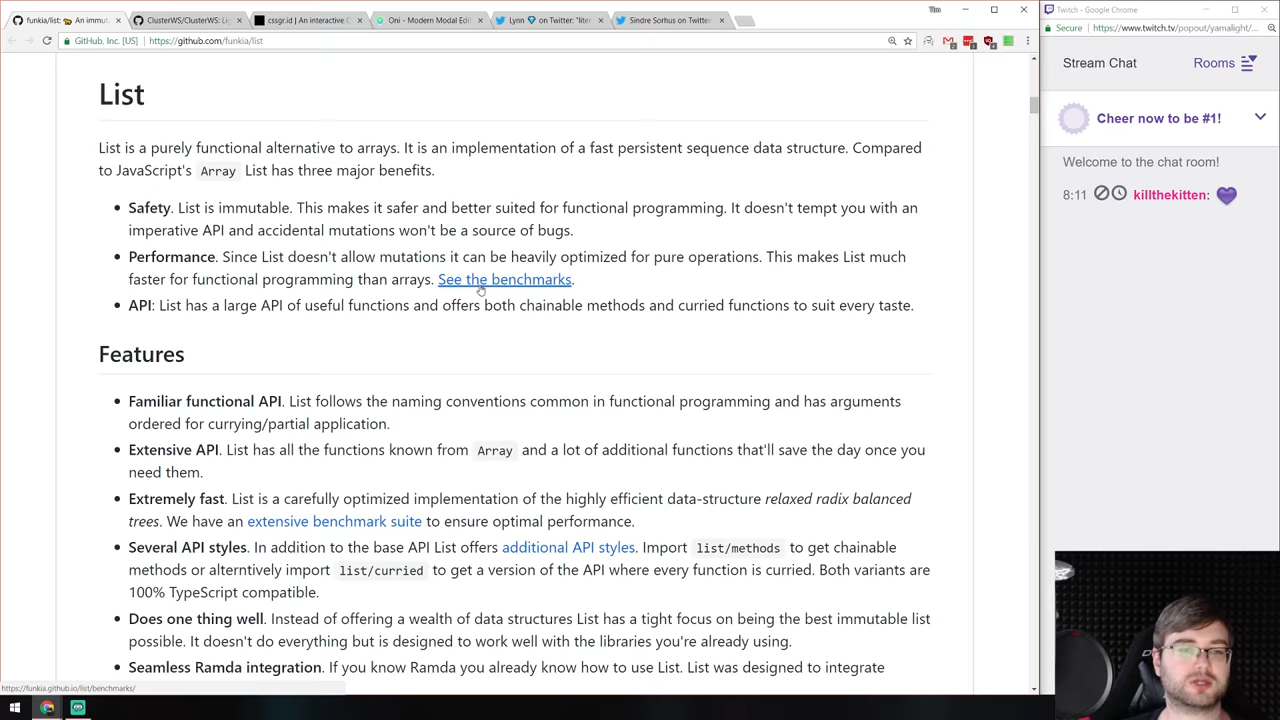 funkia/list: An immut
ClusterWS/ClusterWS: Lig
cssgr.id | An interactive C
Oni - Modern Modal Edit
Lynn on Twitter: "liter
Sindre Sorhus on Twitter:
Tim
GitHub, Inc. [US]
https://github.com/funkia/list
List
List is a purely functional alternative to arrays. It is an implementation of a fast persistent sequence data structure. Compared
to JavaScript's Array List has three major benefits.
• Safety. List is immutable. This makes it safer and better suited for functional programming. It doesn't tempt you with an
imperative API and accidental mutations won't be a source of bugs.
• Performance. Since List doesn't allow mutations it can be heavily optimized for pure operations. This makes List much
faster for functional programming than arrays. See the benchmarks.
• API: List has a large API of useful functions and offers both chainable methods and curried functions to suit every taste.
Features
• Familiar functional API. List follows the naming conventions common in functional programming and has arguments
ordered for currying/partial application.
• Extensive API. List has all the functions known from Array and a lot of additional functions that'll save the day once you
need them.
• Extremely fast. List is a carefully optimized implementation of the highly efficient data-structure relaxed radix balanced
trees. We have an extensive benchmark suite to ensure optimal performance.
• Several API styles. In addition to the base API List offers additional API styles. Import list/methods to get chainable
methods or alterntively import list/curried to get a version of the API where every function is curried. Both variants are
100% TypeScript compatible.
• Does one thing well. Instead of offering a wealth of data structures List has a tight focus on being the best immutable list
possible. It doesn't do everything but is designed to work well with the libraries you're already using.
• Seamless Ramda integration. If you know Ramda you already know how to use List. List was designed to integrate
https://funkia.github.io/list/benchmarks/
Twitch - Google Chrome
Secure
https://www.twitch.tv/popout/yamalight/...
Stream Chat
Rooms
Cheer now to be #1!
Welcome to the chat room!
8:11 killthekitten: